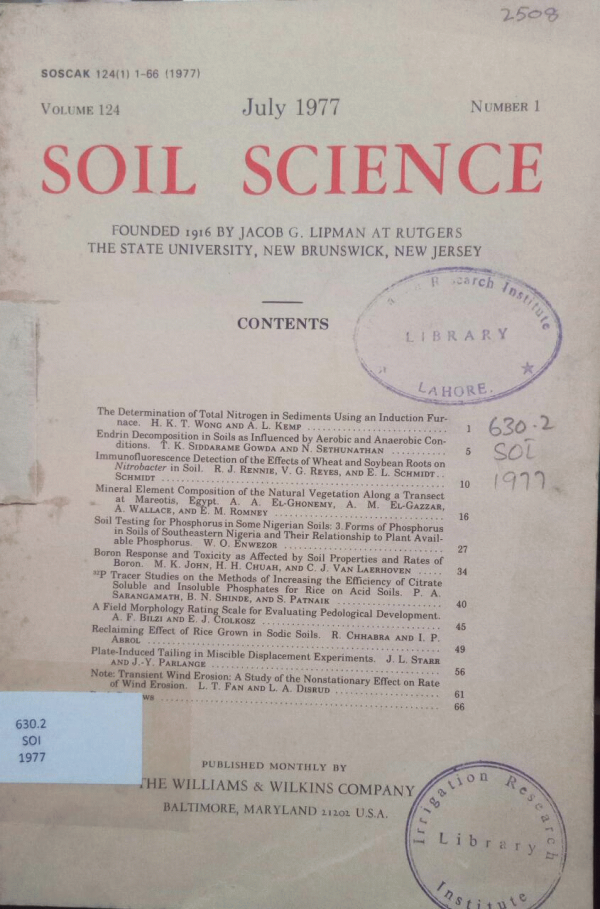 2508
SOSCAK 124(1) 1-66 (1977)
VOLUME 124 July 1977 NUMBER 1
SOIL SCIENCE
FOUNDED 1916 BY JACOB G. LIPMAN AT RUTGERS
THE STATE UNIVERSITY, NEW BRUNSWICK, NEW JERSEY
CONTENTS
Research Institute
LIBRARY
LAHORE.
The Determination of Total Nitrogen in Sediments Using an Induction Fur-
nace. H. K. T. WONG AND A. L. KEMP 1
Endrin Decomposition in Soils as Influenced by Aerobic and Anaerobic Con-
ditions. T. K. SIDDARAME GOWDA AND N. SETHUNATHAN 5
Immunofluorescence Detection of the Effects of Wheat and Soybean Roots on
Nitrobacter in Soil. R. J. RENNIE, V. G. REYES, AND E. L. SCHMIDT..
SCHMIDT 10
Mineral Element Composition of the Natural Vegetation Along a Transect
at Mareotis, Egypt. A. A. EL-GHONEMY, A. M. EL-GAZZAR,
A. WALLACE, AND E. M. ROMNEY 16
Soil Testing for Phosphorus in Some Nigerian Soils: 3. Forms of Phosphorus
in Soils of Southeastern Nigeria and Their Relationship to Plant Avail-
able Phosphorus. W. O. ENWEZOR 27
Boron Response and Toxicity as Affected by Soil Properties and Rates of
Boron. M. K. JOHN, H. H. CHUAH, AND C. J. VAN LAERHOVEN 34
32P Tracer Studies on the Methods of Increasing the Efficiency of Citrate
Soluble and Insoluble Phosphates for Rice on Acid Soils. P. A.
SARANGAMATH, B. N. SHINDE, AND S. PATNAIK 40
A Field Morphology Rating Scale for Evaluating Pedological Development.
A. F. BILZI AND E. J. CIOLKOSZ 45
Reclaiming Effect of Rice Grown in Sodic Soils. R. CHHABRA AND I. P.
ABROL 49
Plate-Induced Tailing in Miscible Displacement Experiments. J. L. STARR
AND J.-Y. PARLANGE 56
Note: Transient Wind Erosion: A Study of the Nonstationary Effect on Rate
of Wind Erosion. L. T. FAN AND L. A. DISRUD 61
66
630.2
SOI
1977
630.2
SOI
1977
PUBLISHED MONTHLY BY
THE WILLIAMS & WILKINS COMPANY
BALTIMORE, MARYLAND 21202 U.S.A.
Irrigation Research
Library
Institute